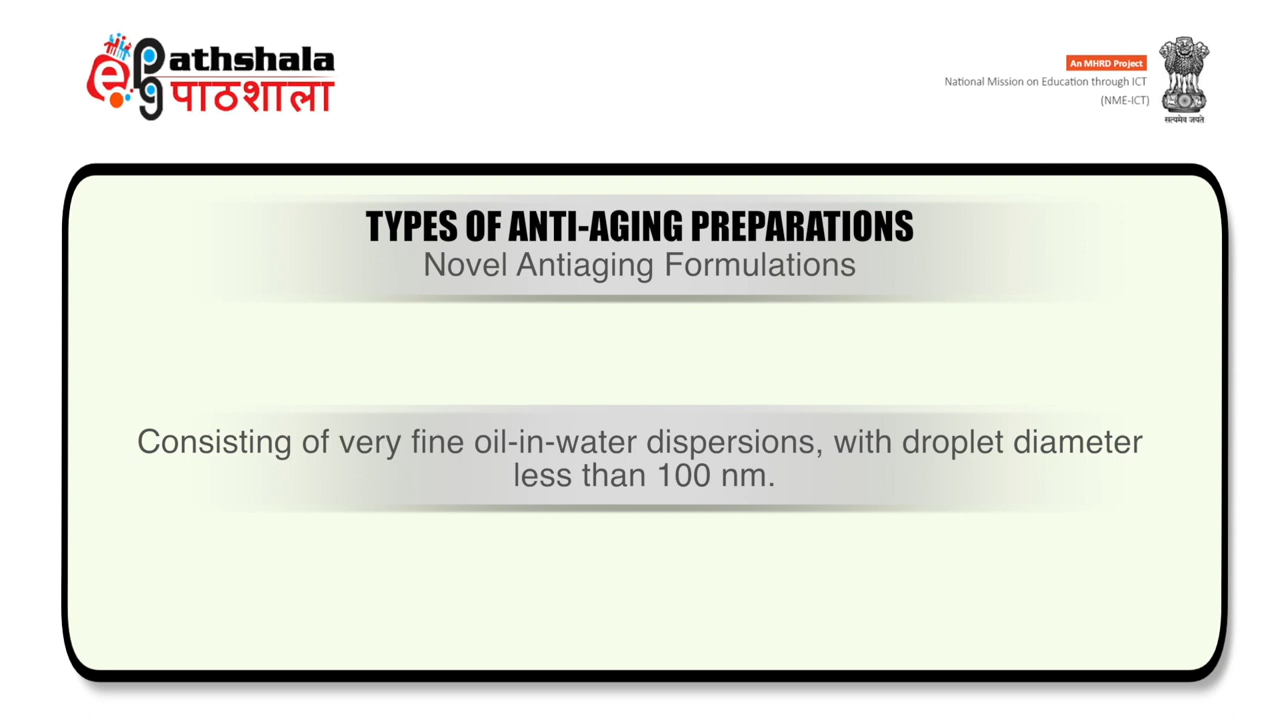 e pg Pathshala
पाठशाला
An MHRD Project
National Mission on Education through ICT
(NME-ICT)
सत्यमेव जयते
TYPES OF ANTI-AGING PREPARATIONS
Novel Antiaging Formulations
Consisting of very fine oil-in-water dispersions, with droplet diameter
less than 100 nm.